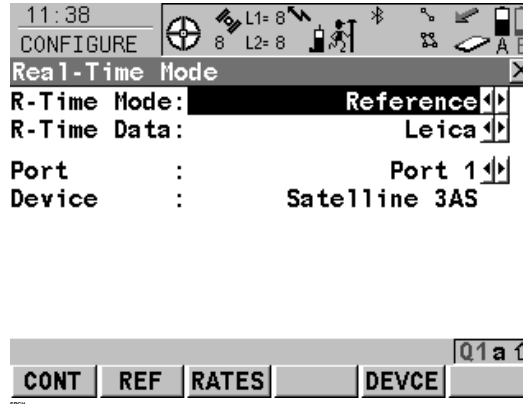 11:38
CONFIGURE
8 L1= 8
L2= 8
A
Real-Time Mode
R-Time Mode: Reference
R-Time Data: Leica
Port : Port 1
Device : Satelline 3AS
Q1 a
CONT REF RATES DEVCE